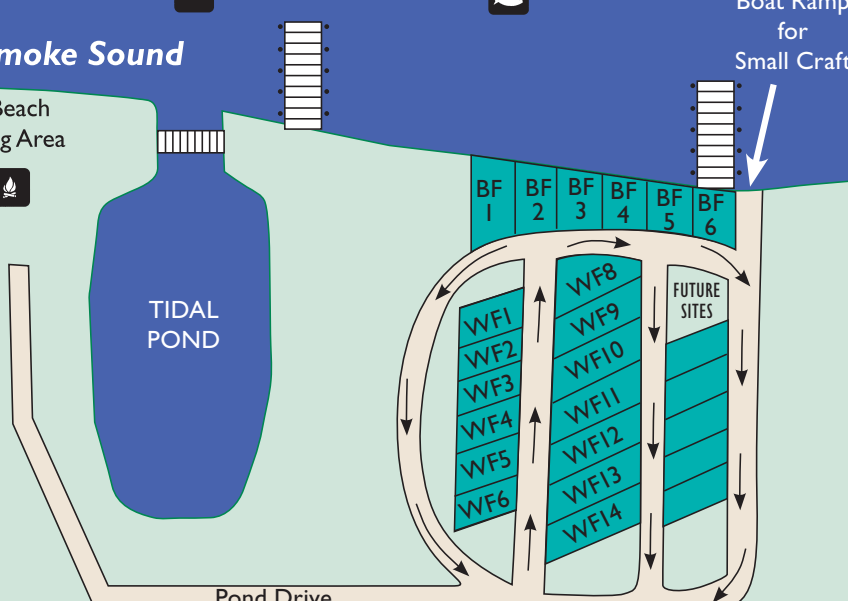 Boat Ramp
for
Small Craft
moke Sound
Beach
g Area
BF
1
BF
2
BF
3
BF
4
BF
5
BF
6
TIDAL
POND
WF1
WF2
WF3
WF4
WF5
WF6
WF8
WF9
WF10
WF11
WF12
WF13
WF14
FUTURE
SITES
Pond Drive